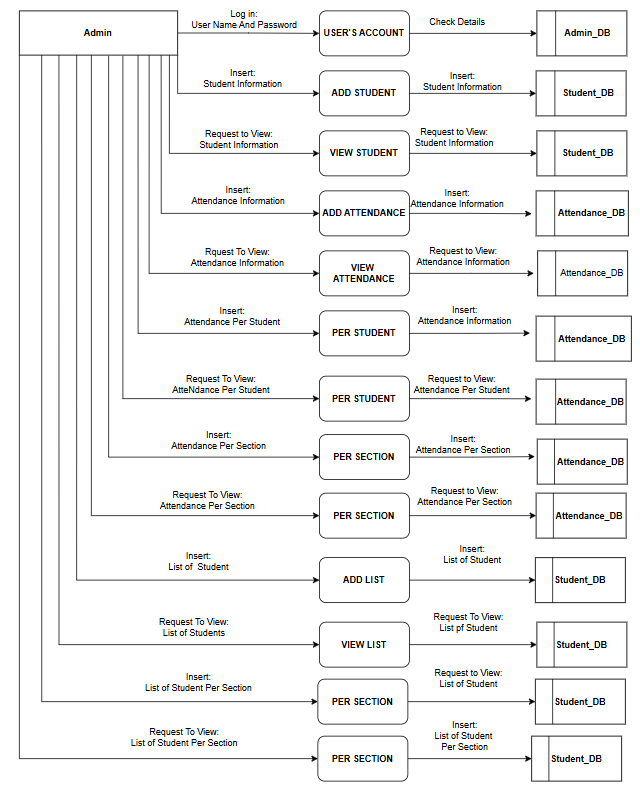 Admin
Log in:
User Name And Password
USER'S ACCOUNT
Check Details
Admin_DB
Insert:
Student Information
ADD STUDENT
Insert:
Student Information
Student_DB
Request to View:
Student Information
VIEW STUDENT
Request to View:
Student Information
Student_DB
Insert:
Attendance Information
ADD ATTENDANCE
Insert:
Attendance Information
Attendance_DB
Rquest To View:
Attendance Information
VIEW
ATTENDANCE
Request to View:
Attendance Information
Attendance_DB
Insert:
Attendance Per Student
PER STUDENT
Insert:
Attendance Information
Attendance_DB
Request To View:
AtteNdance Per Student
PER STUDENT
Request to View:
Attendance Per Student
Attendance_DB
Insert:
Attendance Per Section
PER SECTION
Insert:
Attendance Per Section
Attendance_DB
Request To View:
Attendance Per Section
PER SECTION
Request to View:
Attendance Per Section
Attendance_DB
Insert:
List of Student
ADD LIST
Insert:
List of Student
Student_DB
Request To View:
List of Students
VIEW LIST
Request To View:
List pf Student
Student_DB
Insert:
List of Student Per Section
PER SECTION
Request to View:
List of Student
Student_DB
Request To View:
List of Student Per Section
PER SECTION
Insert:
List of Student
Per Section
Student_DB